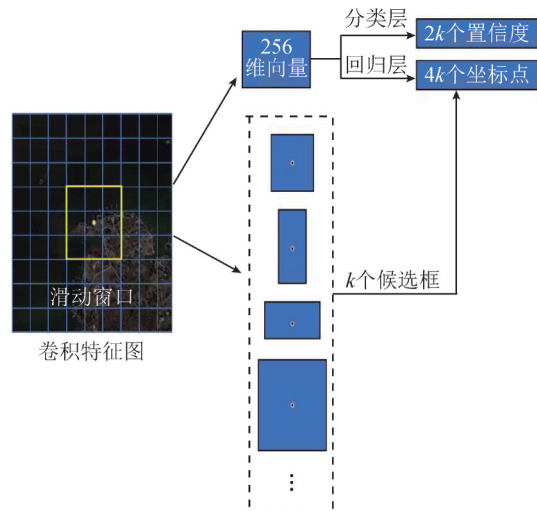 256
维向量
分类层
2k个置信度
回归层
4k个坐标点
滑动窗口
卷积特征图
k个候选框
⋮